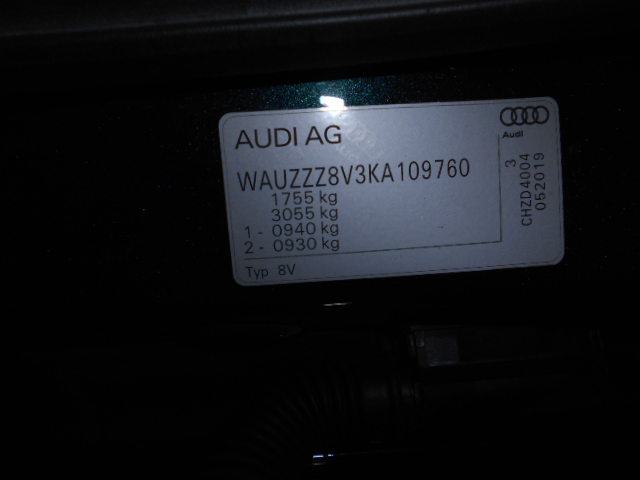 AUDI AG
Audi
WAUZZZ8V3KA109760
1755 kg
3055 kg
1 - 0940 kg
2 - 0930 kg
Typ 8V
3
CHZD4004
052019